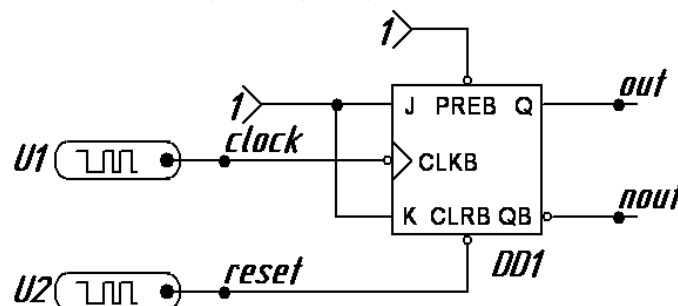 1
1 J PREB Q out
U1 clock CLKB
K CLRB QB nout
U2 reset DD1